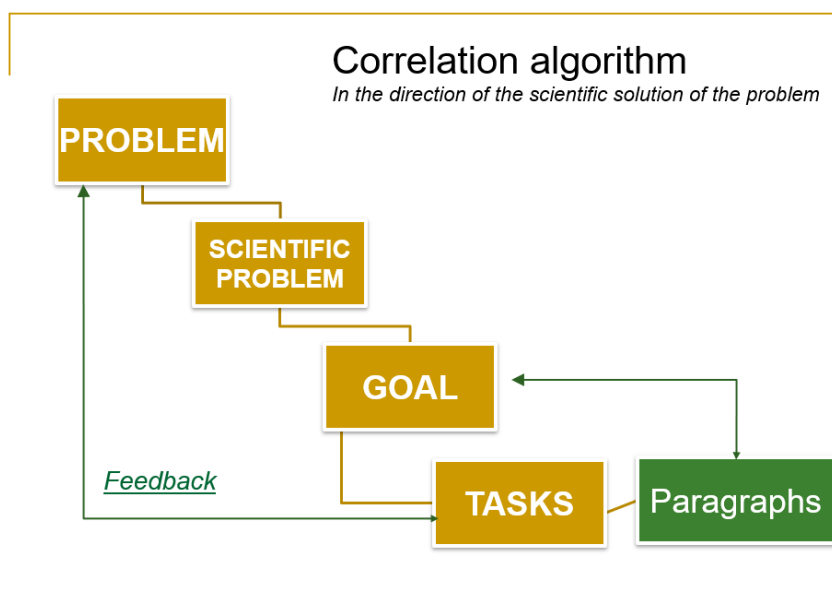 Correlation algorithm
In the direction of the scientific solution of the problem
PROBLEM
SCIENTIFIC
PROBLEM
GOAL
Feedback
TASKS
Paragraphs